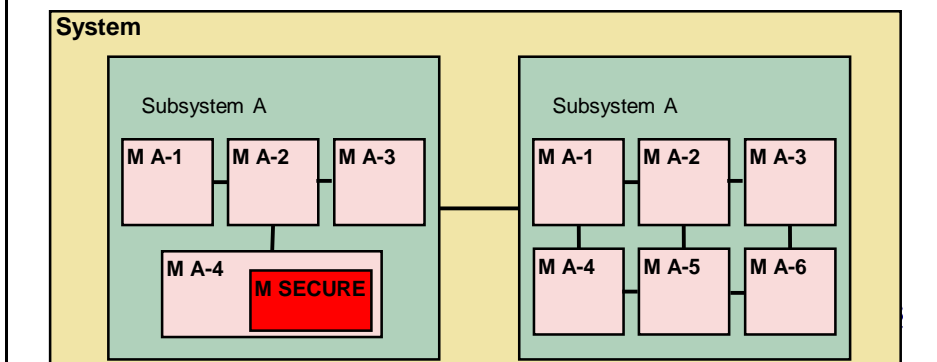 System
Subsystem A
M A-1
M A-2
M A-3
M A-4
M SECURE
Subsystem A
M A-1
M A-2
M A-3
M A-4
M A-5
M A-6